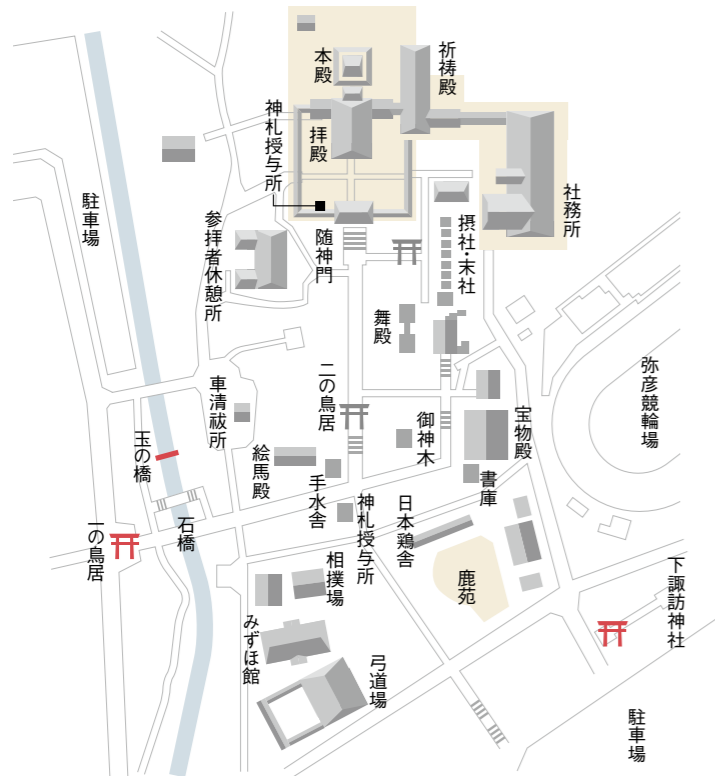 本殿
祈祷殿
神札授与所
拝殿
社務所
駐車場
参拝者休憩所
随神門
摂社・末社
舞殿
弥彦競輪場
二の鳥居
車清祓所
御神木
宝物殿
玉の橋
絵馬殿
手水舎
書庫
一の鳥居
石橋
神札授与所
日本鶏舎
相撲場
鹿苑
下諏訪神社
みずほ館
弓道場
駐車場